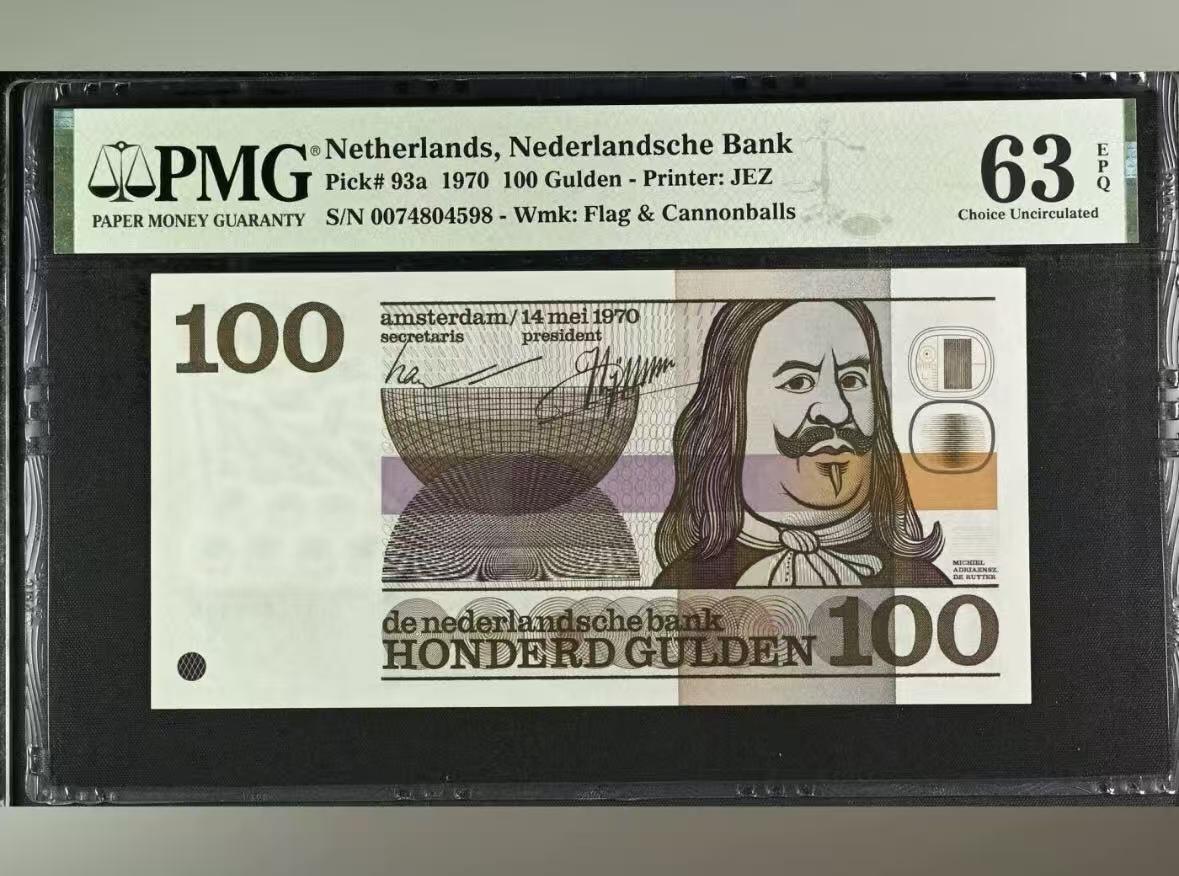 PMG®
PAPER MONEY GUARANTY
Netherlands, Nederlandsche Bank
Pick# 93a 1970 100 Gulden - Printer: JEZ
S/N 0074804598 - Wmk: Flag & Cannonballs
63
EPQ
Choice Uncirculated
100
amsterdam/14 mei 1970
secretaris president
MICHIEL
ADRIAENSZ.
DE RUYTER
de nederlandsche bank
HONDERD GULDEN 100